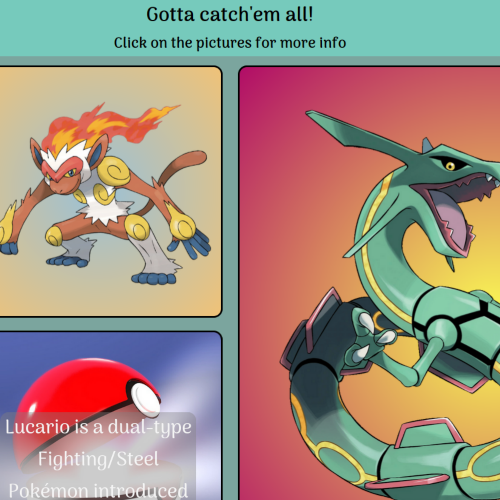 Gotta catch'em all!
Click on the pictures for more info
Lucario is a dual-type
Fighting/Steel
Pokémon introduced